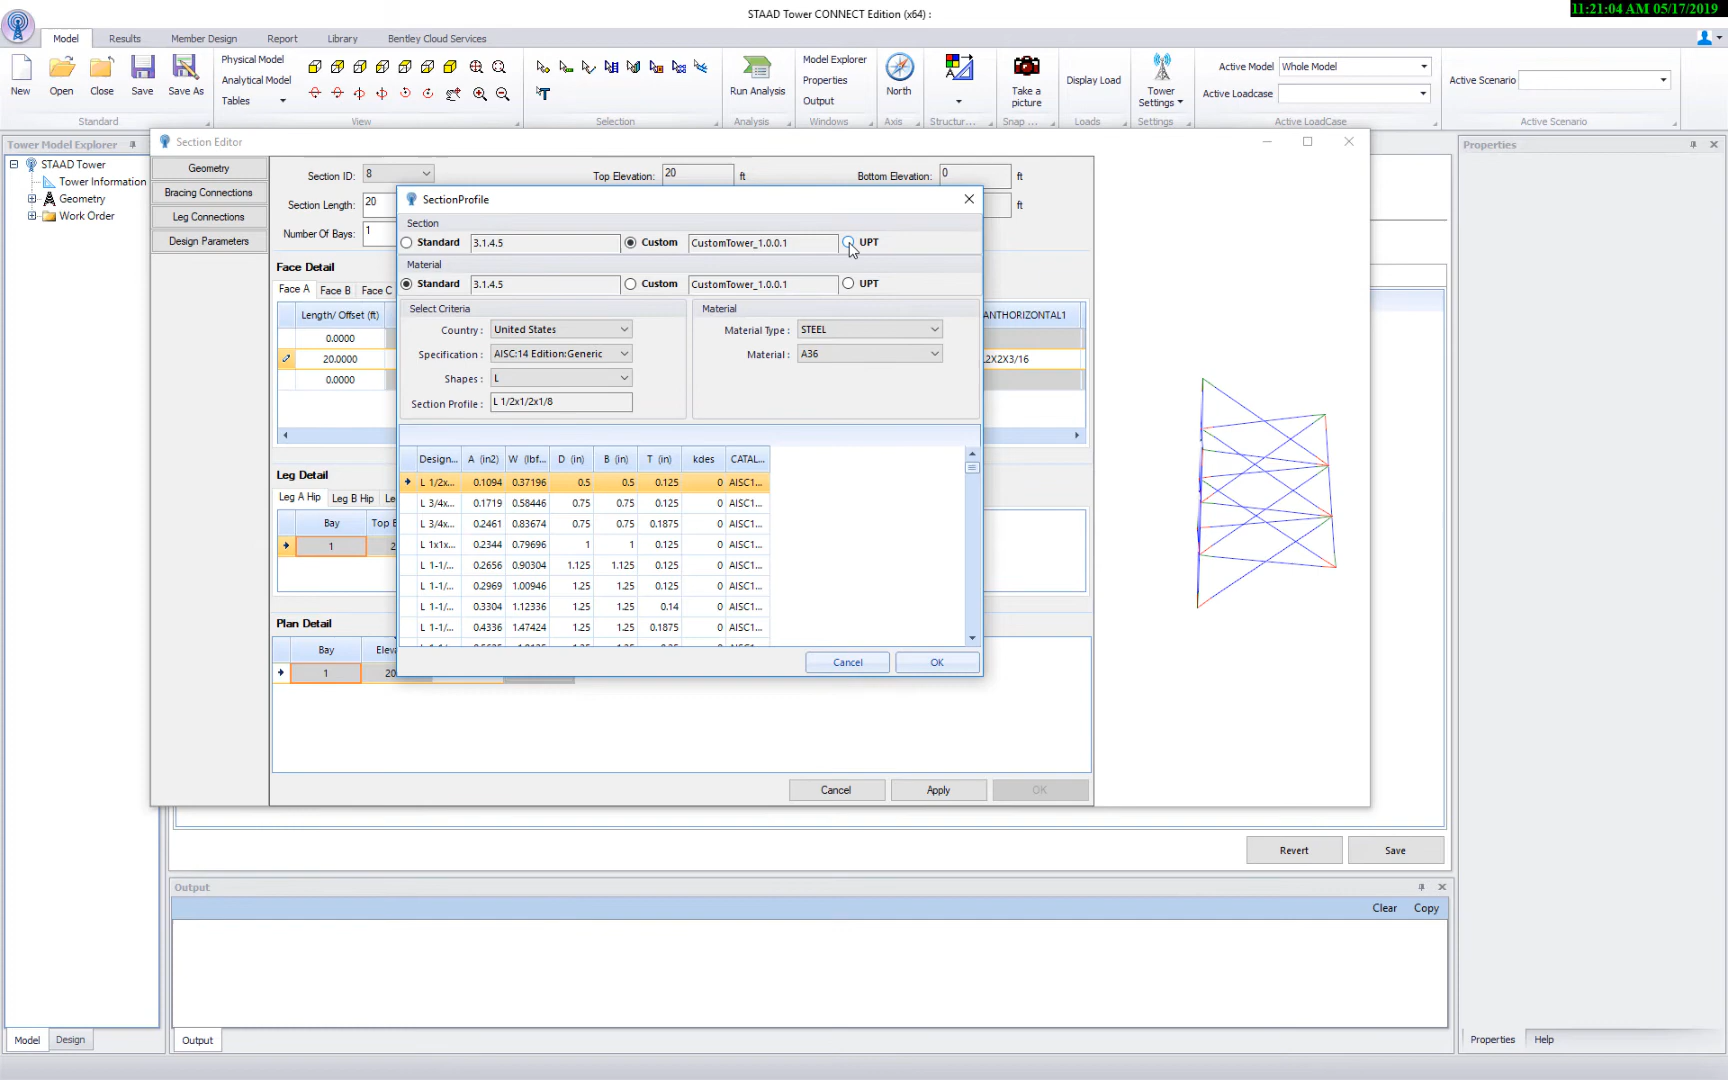 STAAD Tower CONNECT Edition (x64) :
11:21:04 AM 05/17/2019
Model Results Member Design Report Library Bentley Cloud Services
New Open Close Save Save As
Standard
Physical Model
Analytical Model
Tables
View
Selection
Run Analysis
Analysis
Model Explorer
Properties
Output
Windows
North
Axis
Structur...
Take a picture
Snap ...
Display Load
Loads
Tower Settings
Settings
Active Model Whole Model
Active Loadcase
Active LoadCase
Active Scenario
Active Scenario
Tower Model Explorer
STAAD Tower
Tower Information
Geometry
Work Order
Section Editor
Geometry
Bracing Connections
Leg Connections
Design Parameters
Section ID: 8 Top Elevation: 20 ft Bottom Elevation: 0 ft
Section Length: 20 ft
Number Of Bays: 1
Face Detail
Face A Face B Face C
Length/ Offset (ft) ANTHORIZONTAL1
0.0000
20.0000 2X2X3/16
0.0000
Leg Detail
Leg A Hip Leg B Hip Le
Bay Top E
1 2
Plan Detail
Bay Eleva
1 20
Cancel Apply OK
SectionProfile
Section
Standard 3.1.4.5 Custom CustomTower_1.0.0.1 UPT
Material
Standard 3.1.4.5 Custom CustomTower_1.0.0.1 UPT
Select Criteria
Country : United States
Specification : AISC:14 Edition:Generic
Shapes : L
Section Profile : L 1/2x1/2x1/8
Material
Material Type : STEEL
Material : A36
Design... A (in2) W (lbf... D (in) B (in) T (in) kdes CATAL...
L 1/2x... 0.1094 0.37196 0.5 0.5 0.125 0 AISC1...
L 3/4x... 0.1719 0.58446 0.75 0.75 0.125 0 AISC1...
L 3/4x... 0.2461 0.83674 0.75 0.75 0.1875 0 AISC1...
L 1x1x... 0.2344 0.79696 1 1 0.125 0 AISC1...
L 1-1/... 0.2656 0.90304 1.125 1.125 0.125 0 AISC1...
L 1-1/... 0.2969 1.00946 1.25 1.25 0.125 0 AISC1...
L 1-1/... 0.3304 1.12336 1.25 1.25 0.14 0 AISC1...
L 1-1/... 0.4336 1.47424 1.25 1.25 0.1875 0 AISC1...
Cancel OK
Revert Save
Output
Clear Copy
Model Design
Output
Properties
Properties Help